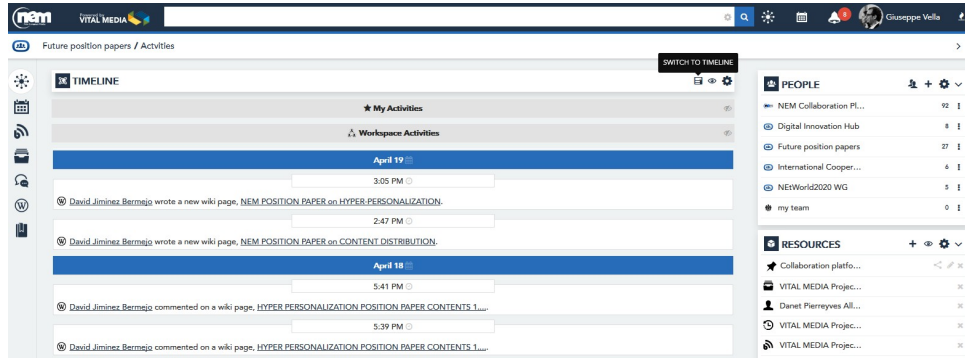 nem
Powered by
VITAL MEDIA
6
Giuseppe Vella
Future position papers / Actvities
SWITCH TO TIMELINE
TIMELINE
My Activities
Workspace Activities
April 19
3:05 PM
David Jiminez Bermejo wrote a new wiki page, NEM POSITION PAPER on HYPER-PERSONALIZATION.
2:47 PM
David Jiminez Bermejo wrote a new wiki page, NEM POSITION PAPER on CONTENT DISTRIBUTION.
April 18
5:41 PM
David Jiminez Bermejo commented on a wiki page, HYPER PERSONALIZATION POSITION PAPER CONTENTS 1.....
5:39 PM
David Jiminez Bermejo commented on a wiki page, HYPER PERSONALIZATION POSITION PAPER CONTENTS 1.....
PEOPLE
NEM Collaboration Pl... 92
Digital Innovation Hub 8
Future position papers 27
International Cooper... 6
NEtWorld2020 WG 5
my team 0
RESOURCES
Collaboration platfo...
VITAL MEDIA Projec...
Danet Pierreyves All...
VITAL MEDIA Projec...
VITAL MEDIA Projec...